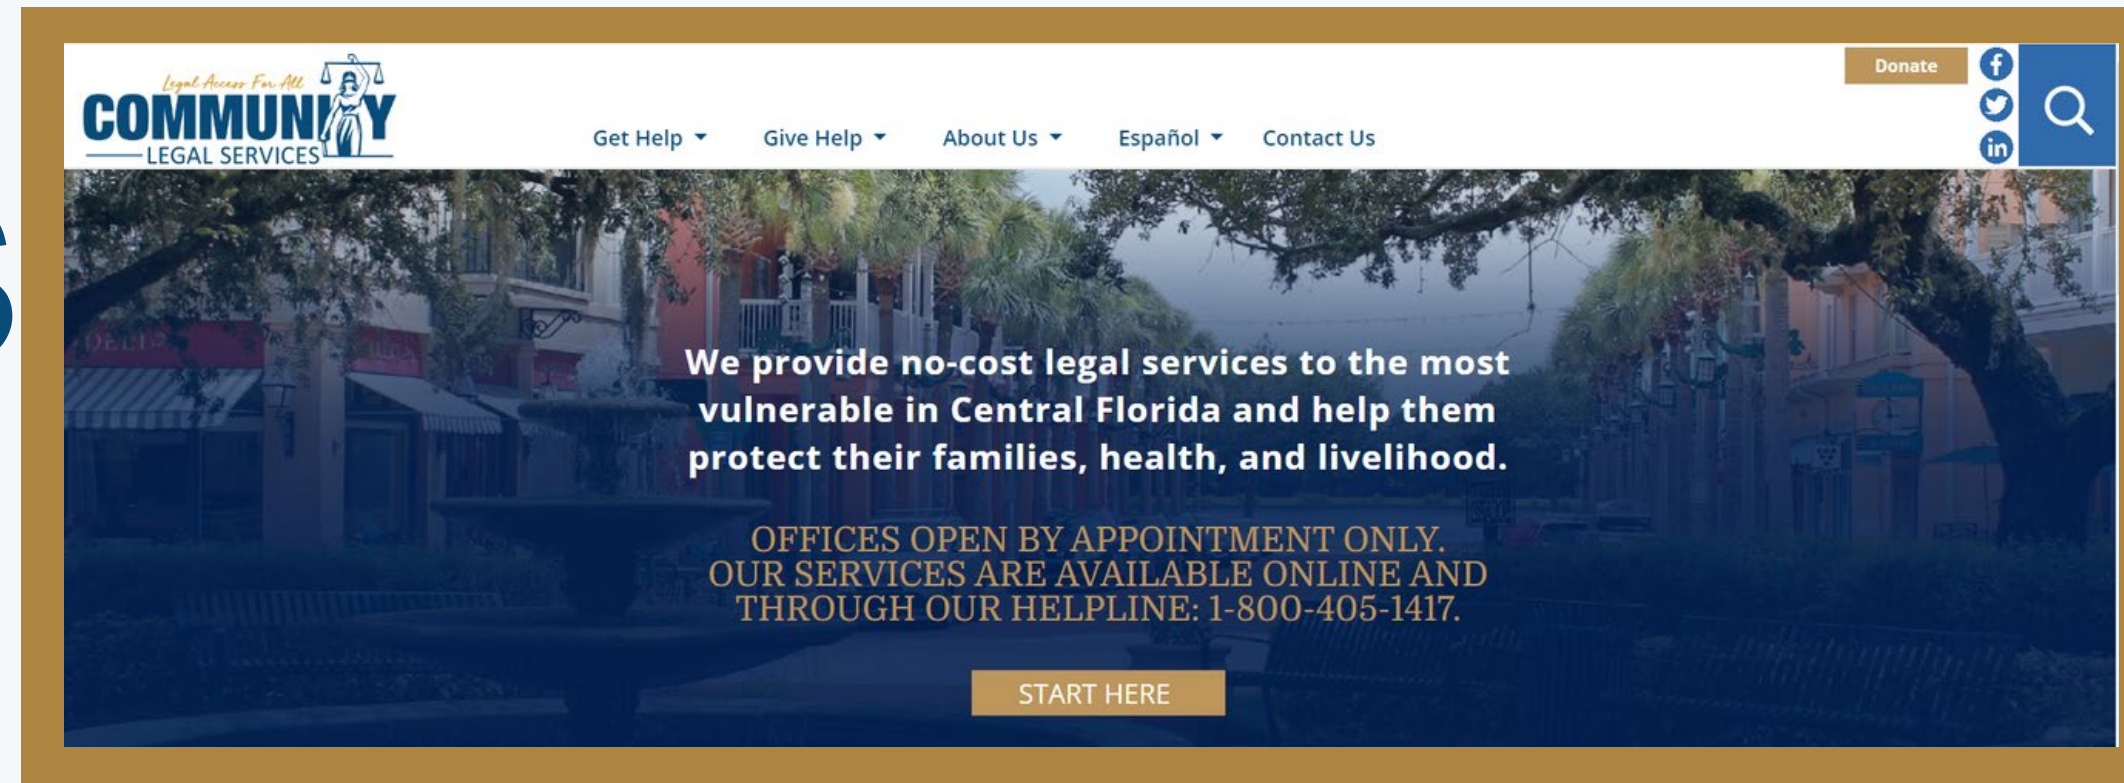 Legal Access For All
COMMUNITY
LEGAL SERVICES
Donate
Get Help
Give Help
About Us
Español
Contact Us
We provide no-cost legal services to the most
vulnerable in Central Florida and help them
protect their families, health, and livelihood.
OFFICES OPEN BY APPOINTMENT ONLY.
OUR SERVICES ARE AVAILABLE ONLINE AND
THROUGH OUR HELPLINE: 1-800-405-1417.
START HERE